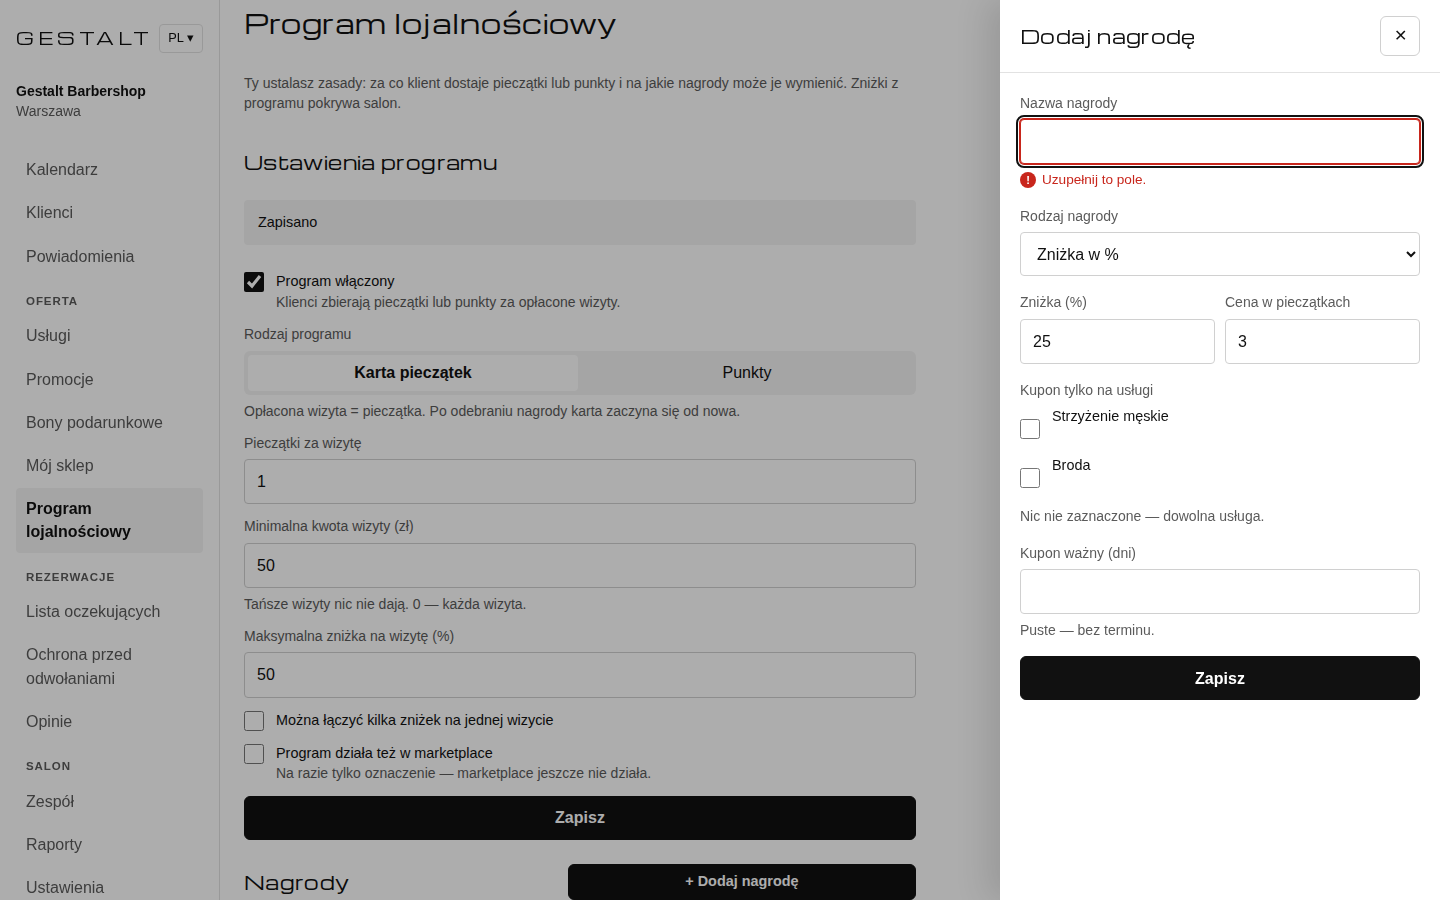 GESTALT
PL ▾
Gestalt Barbershop
Warszawa
Kalendarz
Klienci
Powiadomienia
OFERTA
Usługi
Promocje
Bony podarunkowe
Mój sklep
Program
lojalnościowy
REZERWACJE
Lista oczekujących
Ochrona przed
odwołaniami
Opinie
SALON
Zespół
Raporty
Ustawienia
Program lojalnościowy
Ty ustalasz zasady: za co klient dostaje pieczątki lub punkty i na jakie nagrody może je wymienić. Zniżki z
programu pokrywa salon.
Ustawienia programu
Zapisano
Program włączony
Klienci zbierają pieczątki lub punkty za opłacone wizyty.
Rodzaj programu
Karta pieczątek
Punkty
Opłacona wizyta = pieczątka. Po odebraniu nagrody karta zaczyna się od nowa.
Pieczątki za wizytę
1
Minimalna kwota wizyty (zł)
50
Tańsze wizyty nic nie dają. 0 — każda wizyta.
Maksymalna zniżka na wizytę (%)
50
Można łączyć kilka zniżek na jednej wizycie
Program działa też w marketplace
Na razie tylko oznaczenie — marketplace jeszcze nie działa.
Zapisz
Nagrody
+ Dodaj nagrodę
Dodaj nagrodę
✕
Nazwa nagrody
! Uzupełnij to pole.
Rodzaj nagrody
Zniżka w %
Zniżka (%)
Cena w pieczątkach
25
3
Kupon tylko na usługi
Strzyżenie męskie
Broda
Nic nie zaznaczone — dowolna usługa.
Kupon ważny (dni)
Puste — bez terminu.
Zapisz